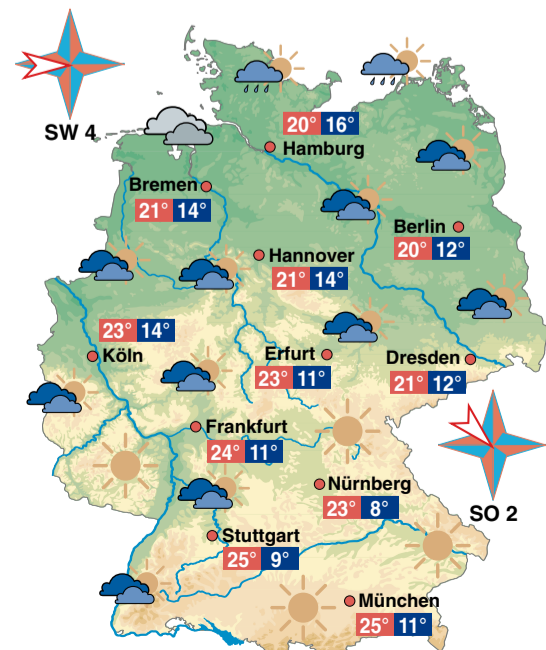 SW 4
20° 16°
Hamburg
Bremen
21° 14°
Berlin
20° 12°
Hannover
21° 14°
23° 14°
Köln
Erfurt
23° 11°
Dresden
21° 12°
Frankfurt
24° 11°
Nürnberg
23° 8°
SO 2
Stuttgart
25° 9°
München
25° 11°